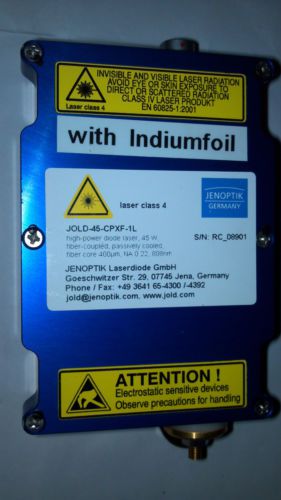 INVISIBLE AND VISIBLE LASER RADIATION
AVOID EYE OR SKIN EXPOSURE TO
DIRECT OR SCATTERED RADIATION
CLASS IV LASER PRODUKT
EN 60825-1:2001
Laser class 4
with Indiumfoil
laser class 4
JENOPTIK
GERMANY
JOLD-45-CPXF-1L
S/N: RC_08901
high-power diode laser, 45 W,
fiber-coupled, passively cooled,
fiber core 400µm, NA 0.22, 808nm
JENOPTIK Laserdiode GmbH
Goeschwitzer Str. 29, 07745 Jena, Germany
Phone / Fax: +49 3641 65-4300 /-4392
jold@jenoptik.com www.jold.com
ATTENTION !
Electrostatic sensitive devices
Observe precautions for handling